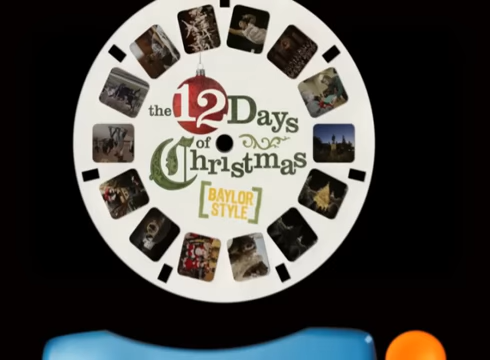 the 12 Days
of
Christmas
[BAYLOR
STYLE]